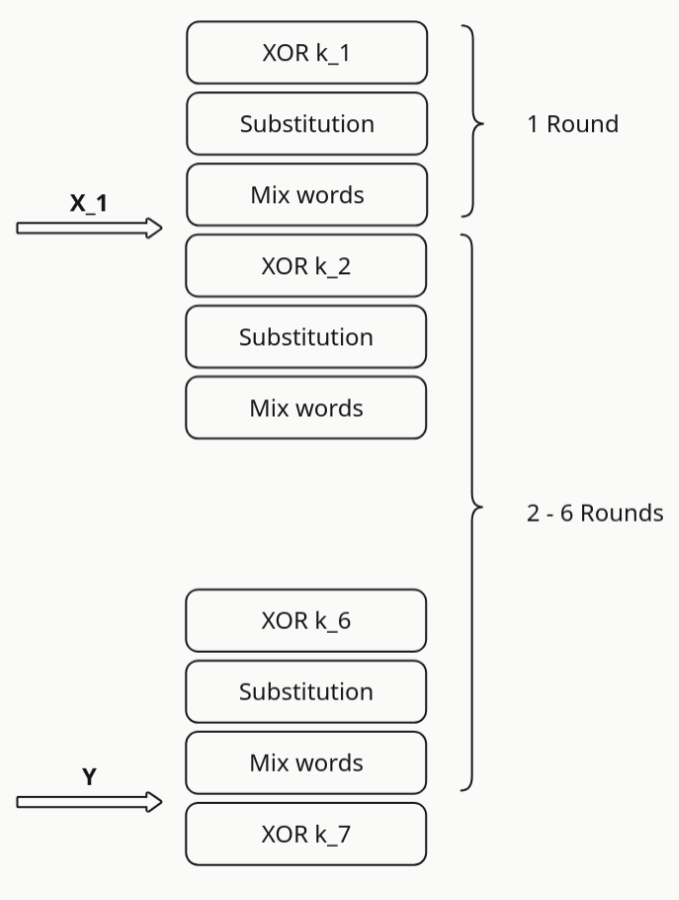 XOR k_1
Substitution
1 Round
Mix words
X_1
XOR k_2
Substitution
Mix words
2 - 6 Rounds
XOR k_6
Substitution
Mix words
Y
XOR k_7